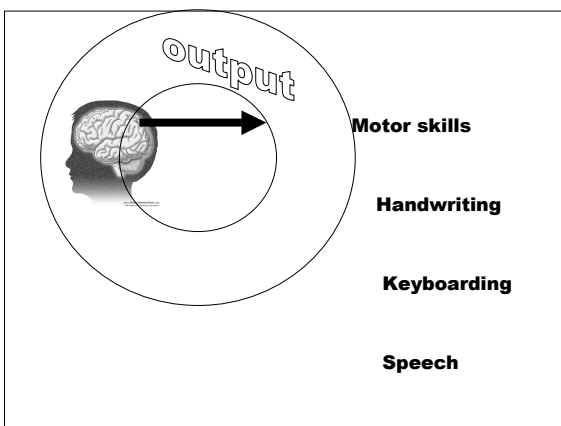 output
Motor skills
Handwriting
Keyboarding
Speech